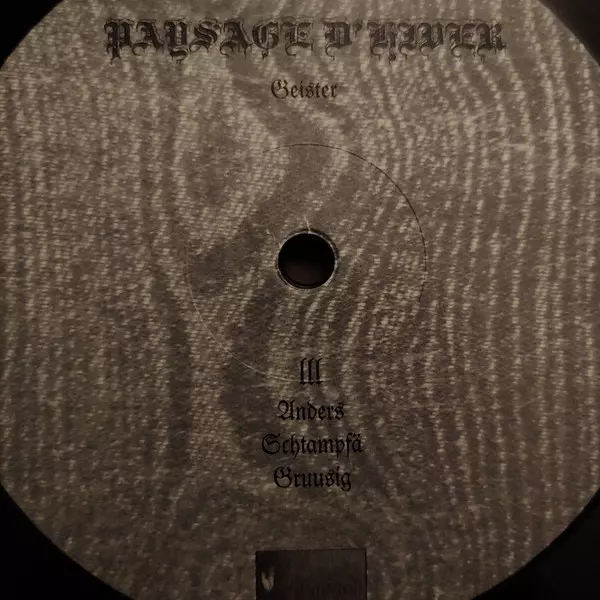 PAYSAGE D'HIVER
Geister
III
Anders
Schtampfä
Gruusig